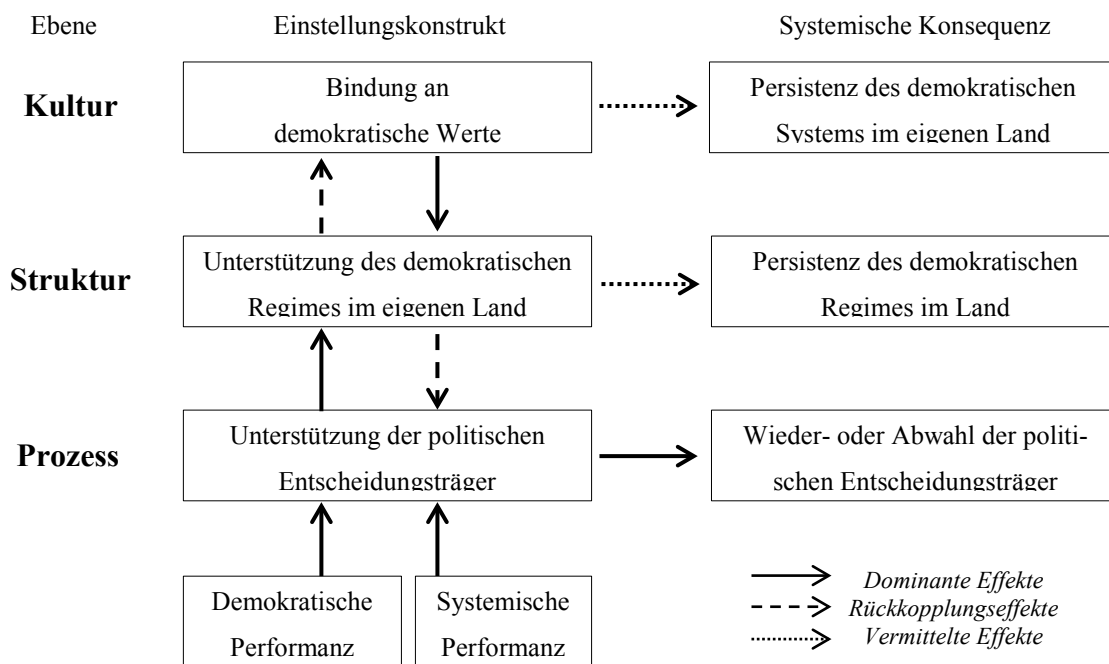 Ebene Einstellungskonstrukt Systemische Konsequenz
Kultur
Bindung an
demokratische Werte
Persistenz des demokratischen
Systems im eigenen Land
Struktur
Unterstützung des demokratischen
Regimes im eigenen Land
Persistenz des demokratischen
Regimes im Land
Prozess
Unterstützung der politischen
Entscheidungsträger
Wieder- oder Abwahl der politi-
schen Entscheidungsträger
Demokratische
Performanz
Systemische
Performanz
Dominante Effekte
Rückkopplungseffekte
Vermittelte Effekte